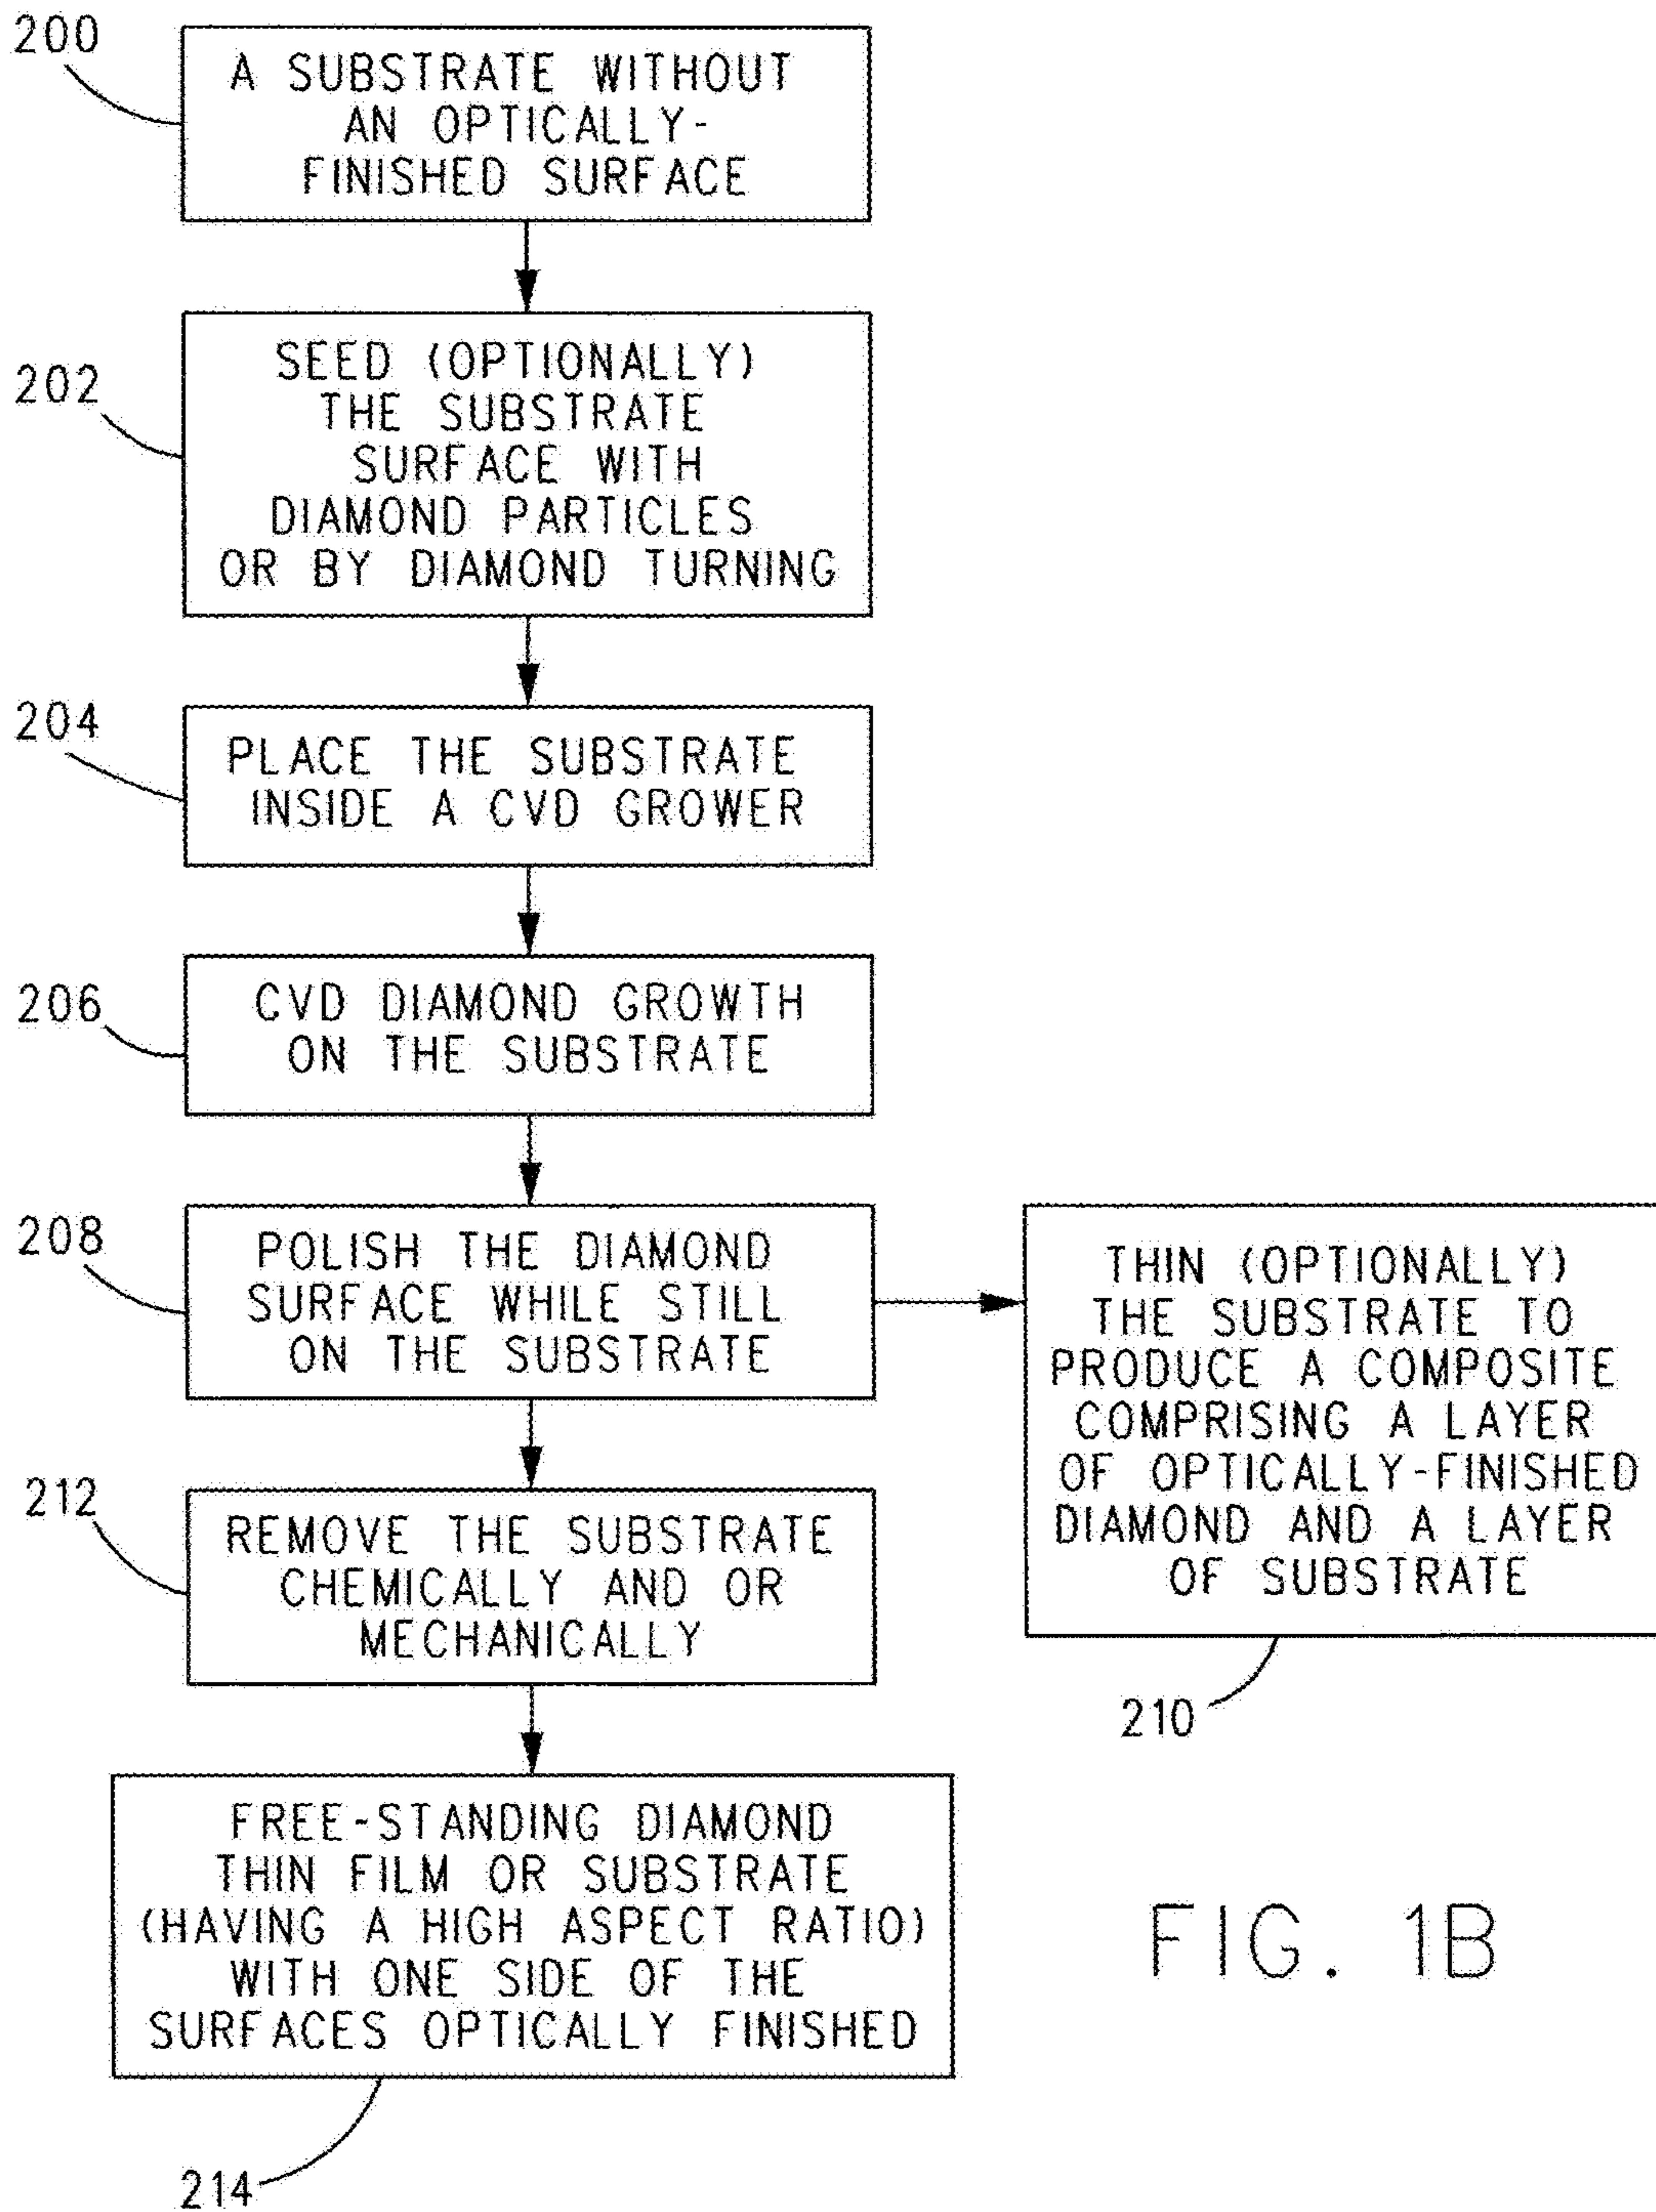 200
A SUBSTRATE WITHOUT
AN OPTICALLY-
FINISHED SURFACE
202
SEED (OPTIONALLY)
THE SUBSTRATE
SURFACE WITH
DIAMOND PARTICLES
OR BY DIAMOND TURNING
204
PLACE THE SUBSTRATE
INSIDE A CVD GROWER
206
CVD DIAMOND GROWTH
ON THE SUBSTRATE
208
POLISH THE DIAMOND
SURFACE WHILE STILL
ON THE SUBSTRATE
THIN (OPTIONALLY)
THE SUBSTRATE TO
PRODUCE A COMPOSITE
COMPRISING A LAYER
OF OPTICALLY-FINISHED
DIAMOND AND A LAYER
OF SUBSTRATE
210
212
REMOVE THE SUBSTRATE
CHEMICALLY AND OR
MECHANICALLY
FREE-STANDING DIAMOND
THIN FILM OR SUBSTRATE
(HAVING A HIGH ASPECT RATIO)
WITH ONE SIDE OF THE
SURFACES OPTICALLY FINISHED
214
FIG. 1B